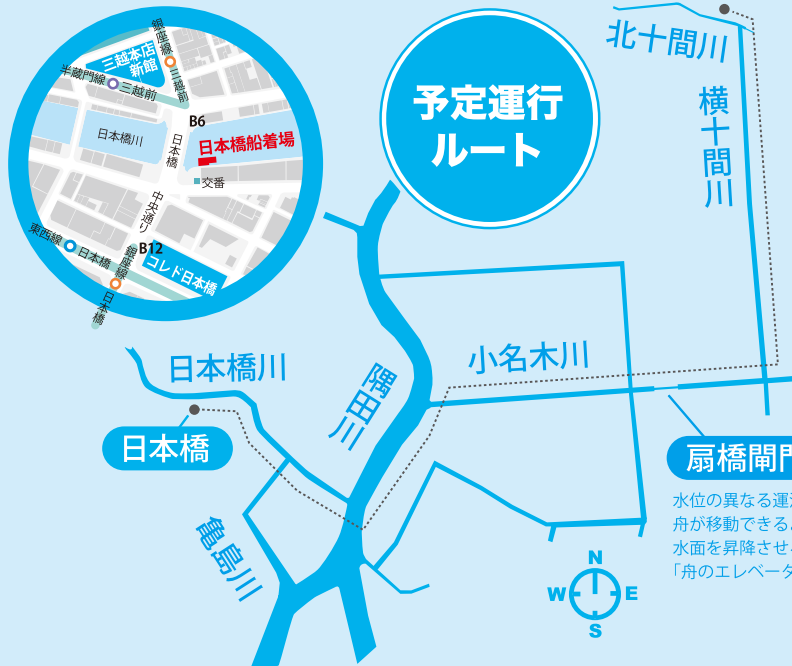 銀座線
三越本店
新館
半蔵門線
三越前
三越前
B6
日本橋川
日本橋
日本橋船着場
交番
中央通り
東西線
日本橋
銀座線
B12
コレド日本橋
日本橋
予定運行
ルート
北十間川
横十間川
日本橋川
隅田川
小名木川
日本橋
亀島川
扇橋閘門
水位の異なる運
舟が移動できる
水面を昇降させ
「舟のエレベータ
N
W
E
S